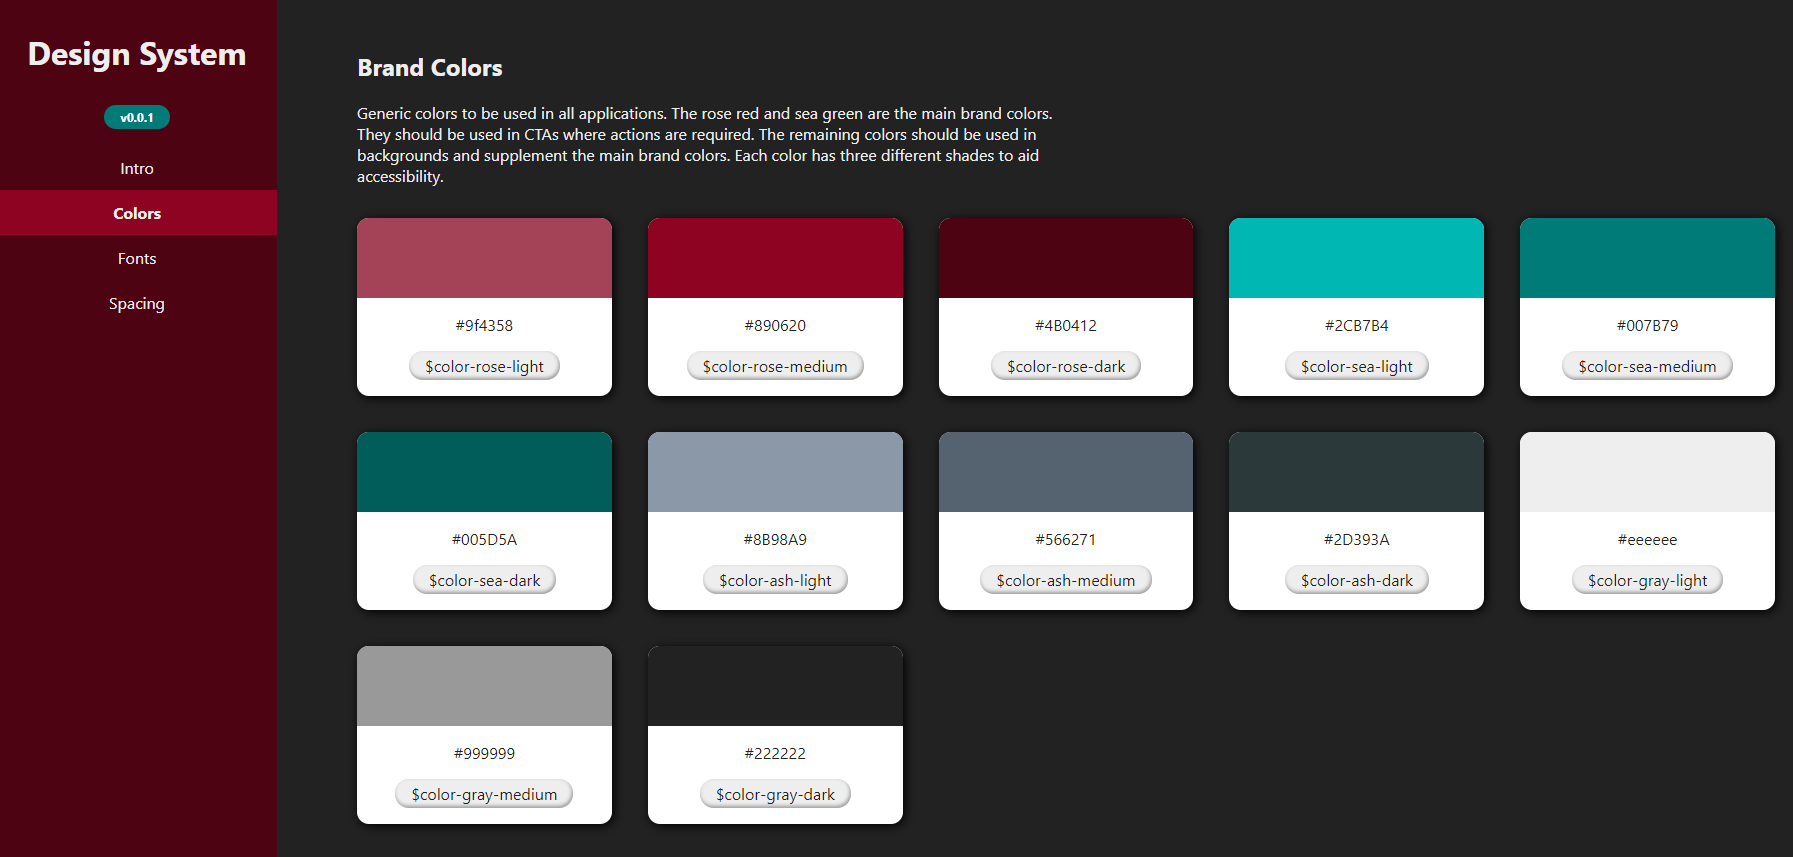 Design System
v0.0.1
Intro
Colors
Fonts
Spacing
Brand Colors
Generic colors to be used in all applications. The rose red and sea green are the main brand colors.
They should be used in CTAs where actions are required. The remaining colors should be used in
backgrounds and supplement the main brand colors. Each color has three different shades to aid
accessibility.
#9f4358
$color-rose-light
#890620
$color-rose-medium
#4B0412
$color-rose-dark
#2CB7B4
$color-sea-light
#007B79
$color-sea-medium
#005D5A
$color-sea-dark
#8B98A9
$color-ash-light
#566271
$color-ash-medium
#2D393A
$color-ash-dark
#eeeeee
$color-gray-light
#999999
$color-gray-medium
#222222
$color-gray-dark